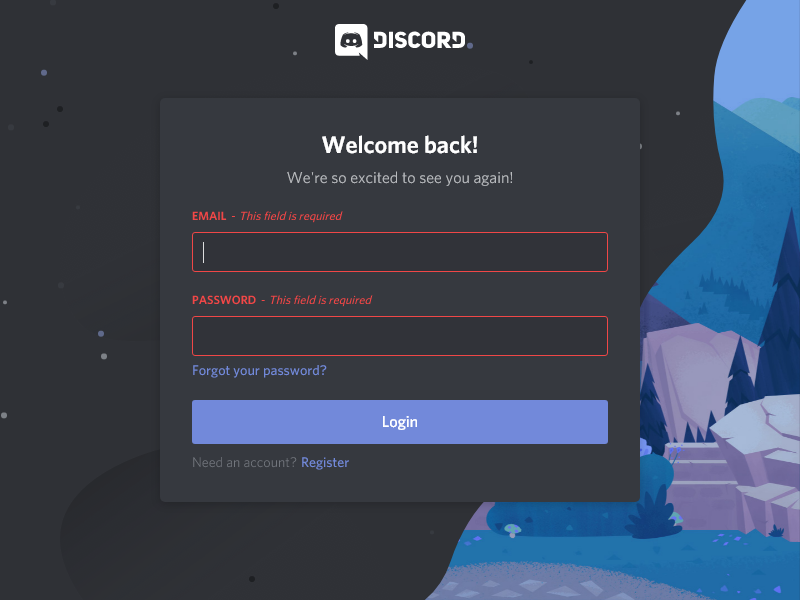 DISCORD
Welcome back!
We're so excited to see you again!
EMAIL - This field is required
PASSWORD - This field is required
Forgot your password?
Login
Need an account? Register